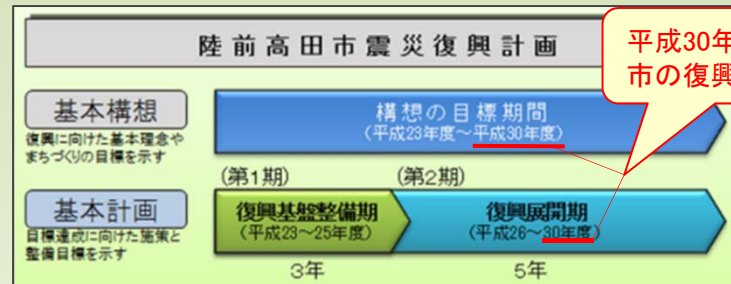 陸前高田市震災復興計画
平成30年
市の復興
基本構想
復興に向けた基本理念や
まちづくりの目標を示す
構想の目標期間
(平成23年度～平成30年度)
(第1期)
(第2期)
基本計画
目標達成に向けた施策と
整備目標を示す
復興基盤整備期
(平成23～25年度)
復興展開期
(平成26～30年度)
3年
5年